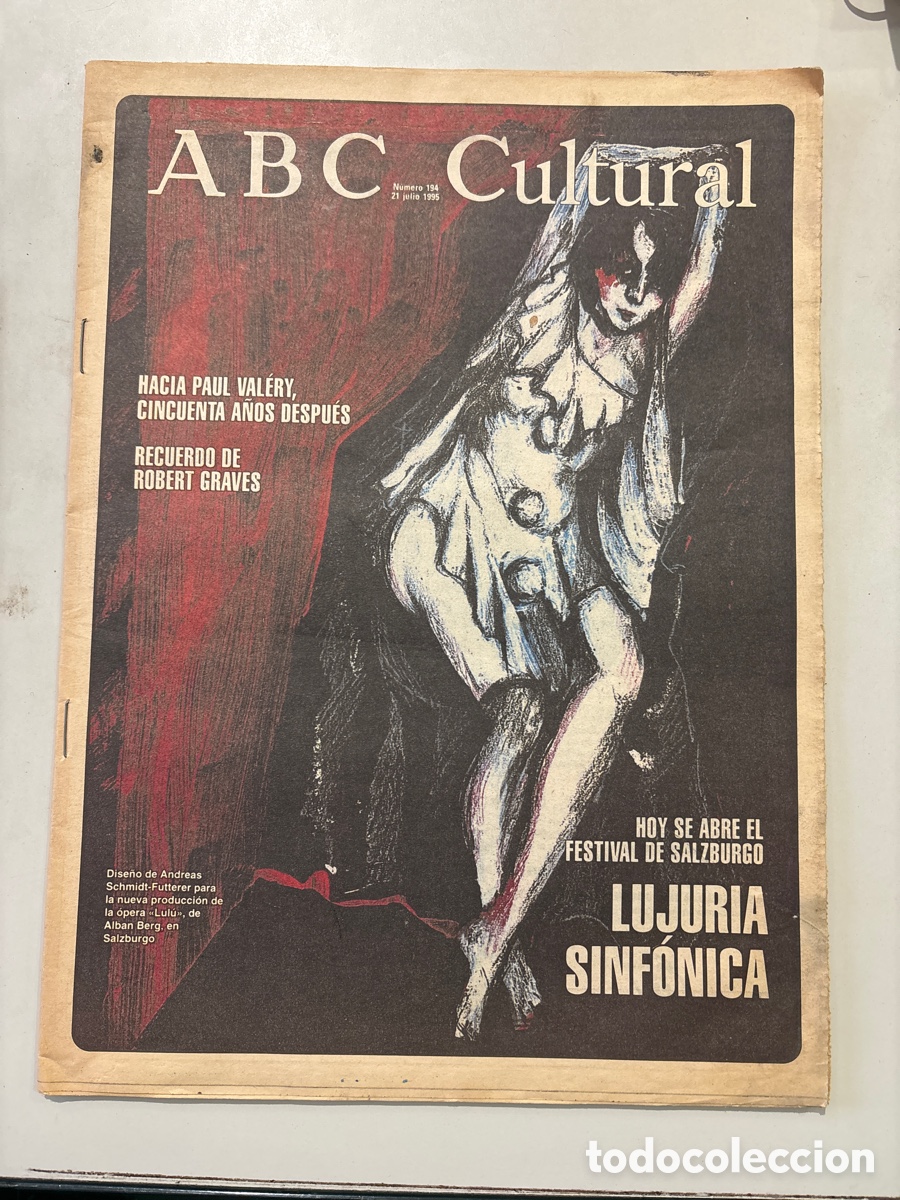 ABC Cultural
Número 194
21 julio 1995
HACIA PAUL VALÉRY,
CINCUENTA AÑOS DESPUÉS
RECUERDO DE
ROBERT GRAVES
HOY SE ABRE EL
FESTIVAL DE SALZBURGO
LUJURIA
SINFÓNICA
Diseño de Andreas
Schmidt-Futterer para
la nueva producción de
la ópera «Lulú», de
Alban Berg, en
Salzburgo
todocoleccion